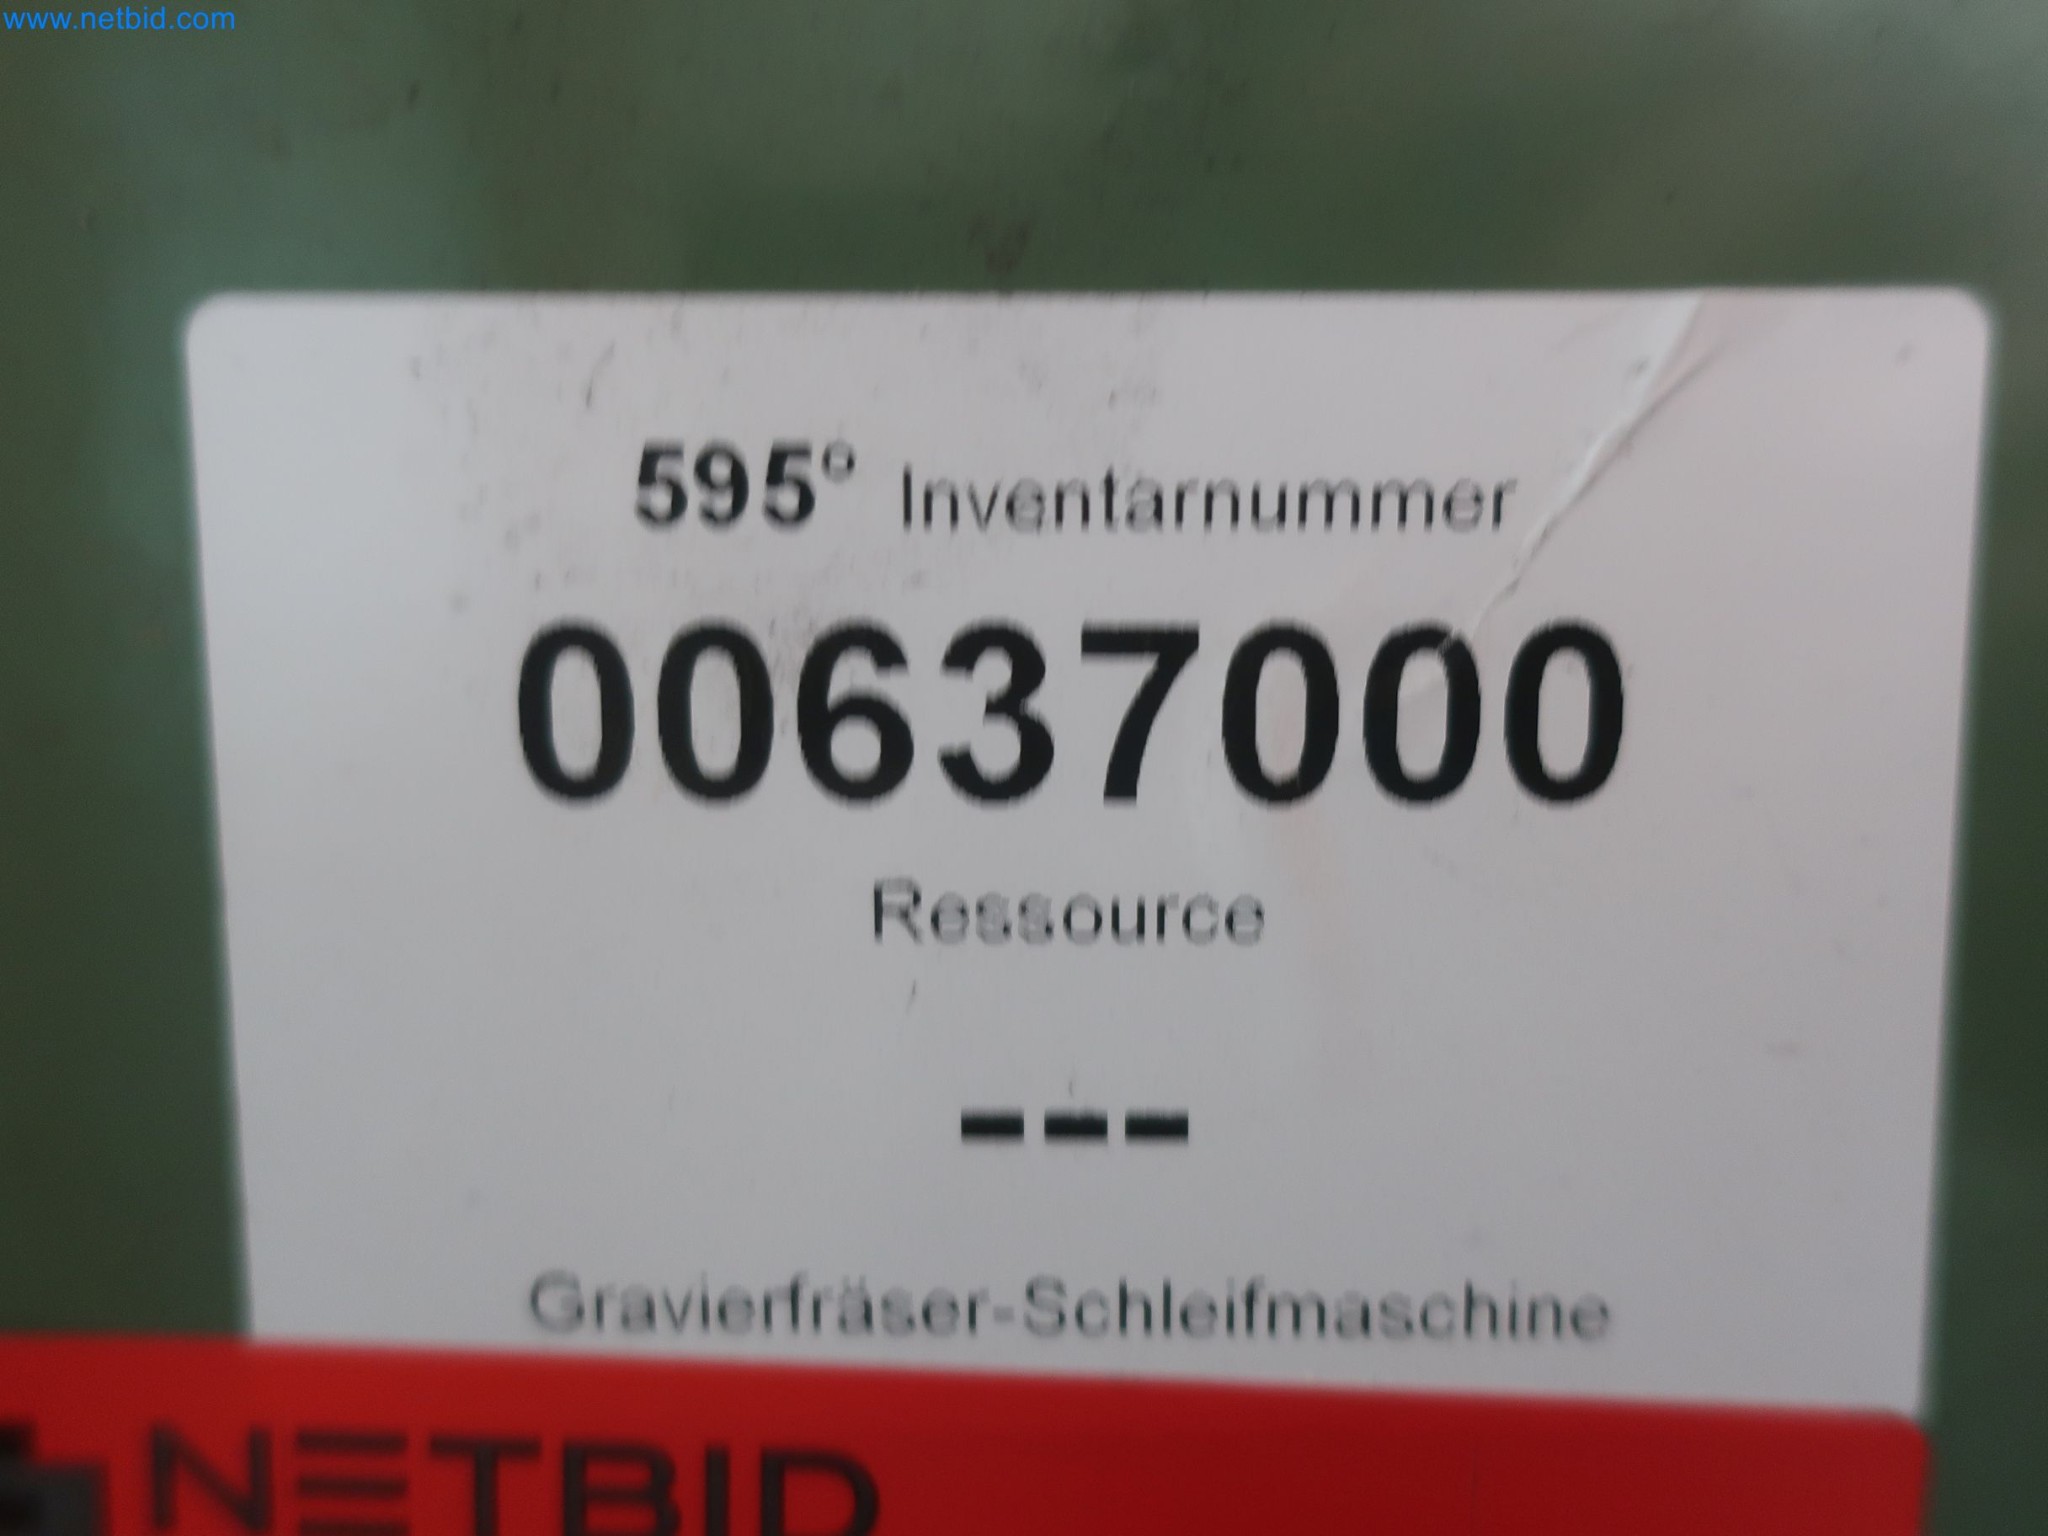 www.netbid.com
595° Inventarnummer
00637000
Ressource
---
Gravierfräser-Schleifmaschine
NETBID